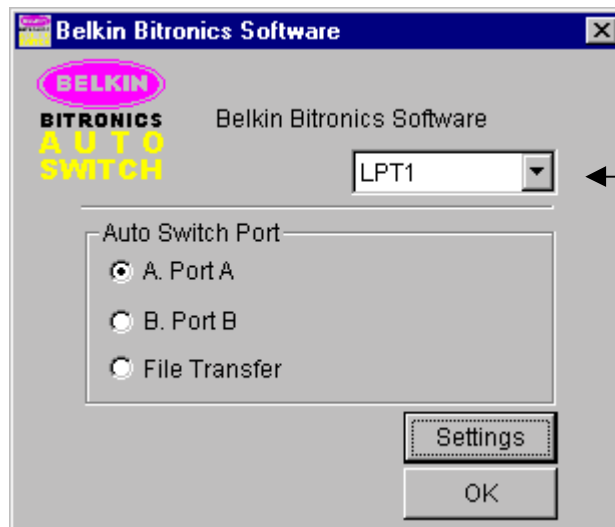 Belkin Bitronics Software
BELKIN
BITRONICS
AUTO
SWITCH
Belkin Bitronics Software
LPT1
Auto Switch Port
A. Port A
B. Port B
File Transfer
Settings
OK